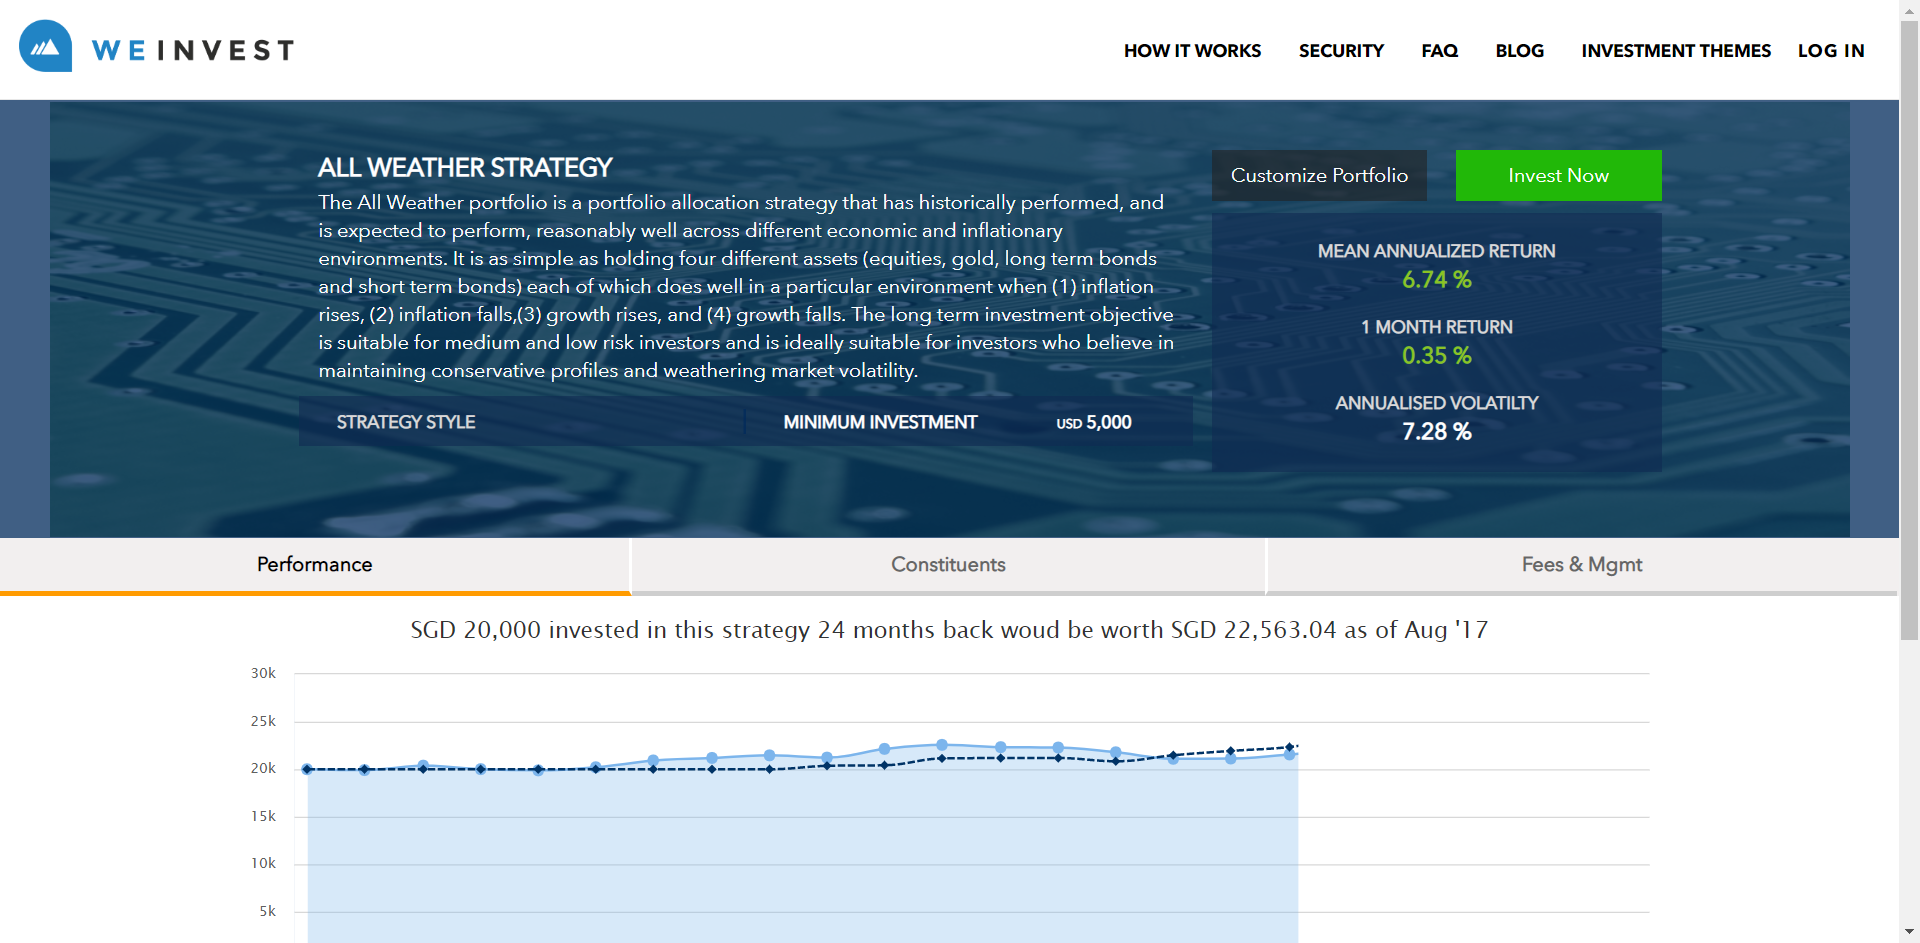 WEINVEST
HOW IT WORKS
SECURITY
FAQ
BLOG
INVESTMENT THEMES
LOG IN
ALL WEATHER STRATEGY
The All Weather portfolio is a portfolio allocation strategy that has historically performed, and
is expected to perform, reasonably well across different economic and inflationary
environments. It is as simple as holding four different assets (equities, gold, long term bonds
and short term bonds) each of which does well in a particular environment when (1) inflation
rises, (2) inflation falls,(3) growth rises, and (4) growth falls. The long term investment objective
is suitable for medium and low risk investors and is ideally suitable for investors who believe in
maintaining conservative profiles and weathering market volatility.
STRATEGY STYLE
MINIMUM INVESTMENT
USD 5,000
Customize Portfolio
Invest Now
MEAN ANNUALIZED RETURN
6.74 %
1 MONTH RETURN
0.35 %
ANNUALISED VOLATILTY
7.28 %
Performance
Constituents
Fees & Mgmt
SGD 20,000 invested in this strategy 24 months back woud be worth SGD 22,563.04 as of Aug '17
30k
25k
20k
15k
10k
5k